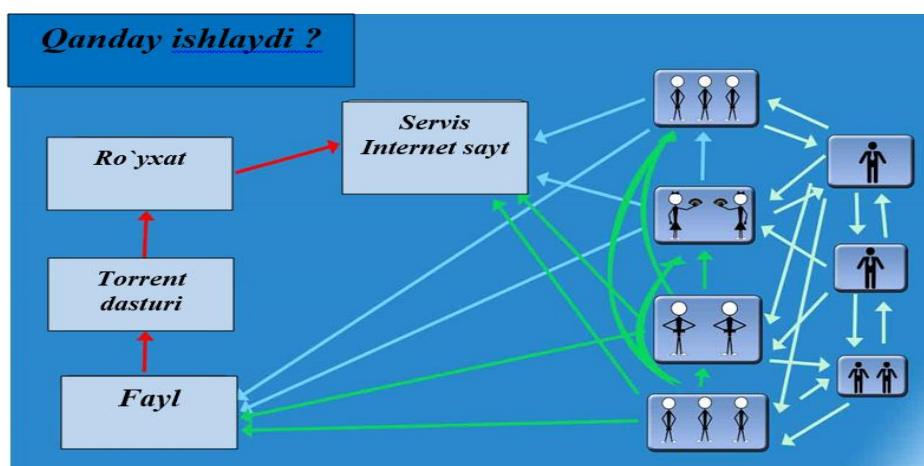 Qanday ishlaydi ?
Servis
Internet sayt
Ro`yxat
Torrent
dasturi
Fayl